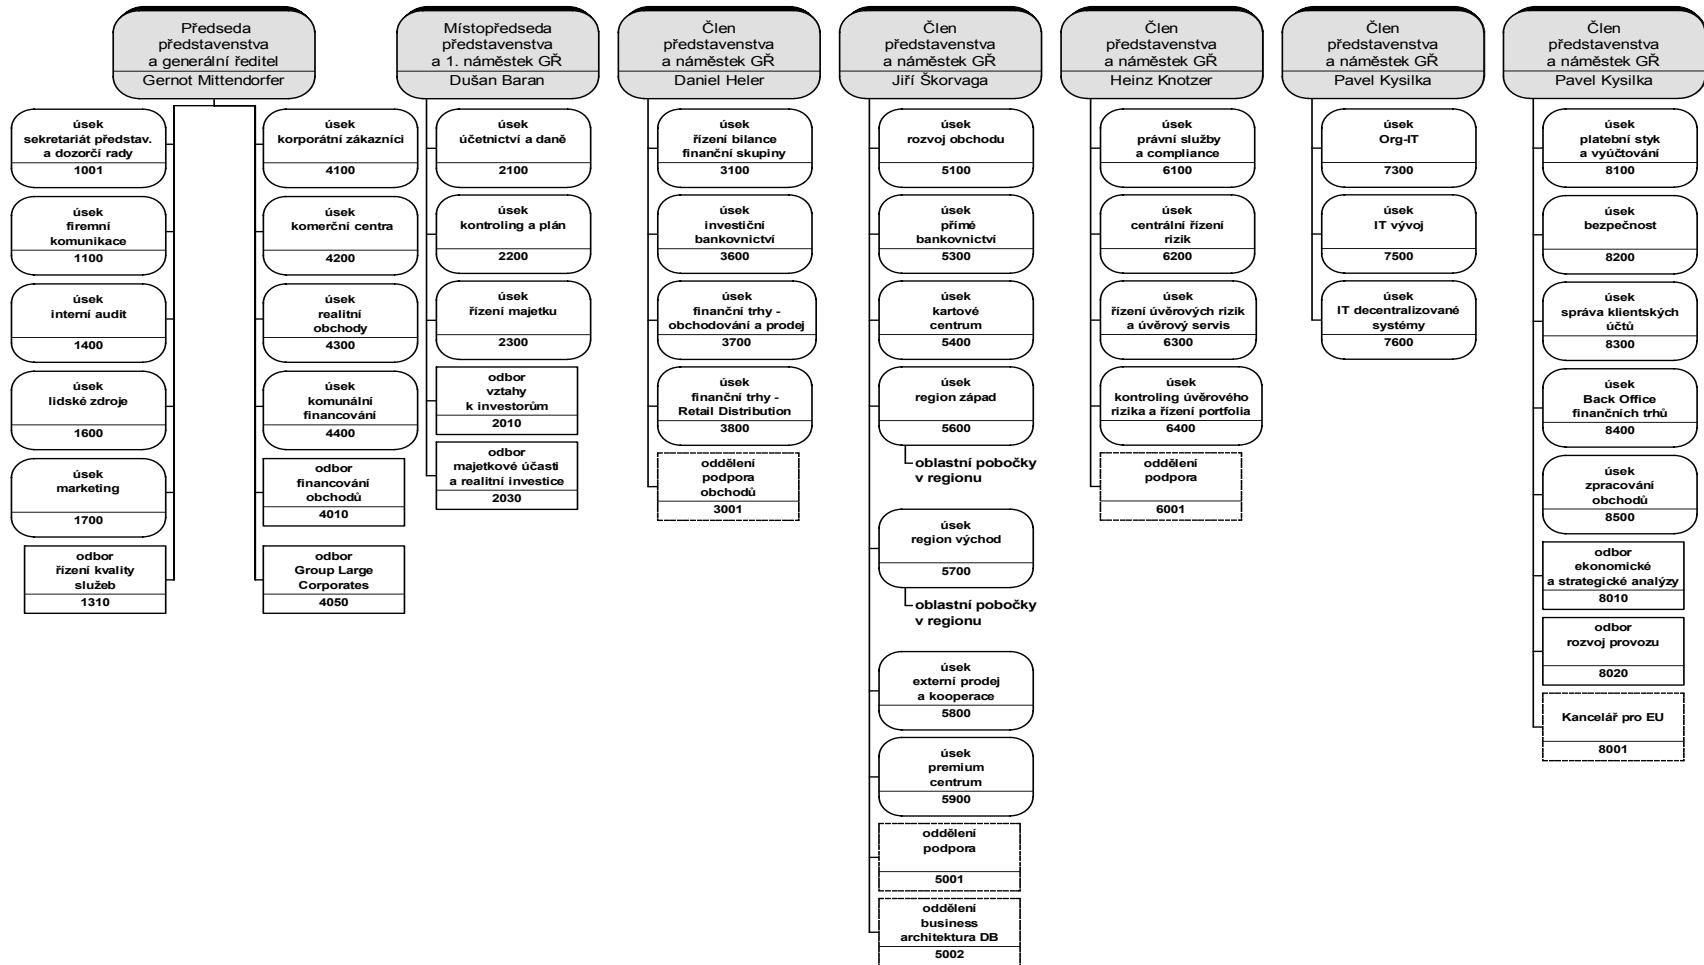 Předseda
představenstva
a generální ředitel
Gernot Mittendorfer
úsek
sekretariát představ.
a dozorčí rady
1001
úsek
firemní
komunikace
1100
úsek
interní audit
1400
úsek
lidské zdroje
1600
úsek
marketing
1700
odbor
řízení kvality
služeb
1310
úsek
korporátní zákazníci
4100
úsek
komerční centra
4200
úsek
realitní
obchody
4300
úsek
komunální
financování
4400
odbor
financování
obchodů
4010
odbor
Group Large
Corporates
4050
Místopředseda
představenstva
a 1. náměstek GŘ
Dušan Baran
úsek
účetnictví a daně
2100
úsek
kontroling a plán
2200
úsek
řízení majetku
2300
odbor
vztahy
k investorům
2010
odbor
majetkové účasti
a realitní investice
2030
Člen
představenstva
a náměstek GŘ
Daniel Heler
úsek
řízení bilance
finanční skupiny
3100
úsek
investiční
bankovnictví
3600
úsek
finanční trhy -
obchodování a prodej
3700
úsek
finanční trhy -
Retail Distribution
3800
oddělení
podpora
obchodů
3001
Člen
představenstva
a náměstek GŘ
Jiří Škorvaga
úsek
rozvoj obchodu
5100
úsek
přímé
bankovnictví
5300
úsek
kartové
centrum
5400
úsek
region západ
5600
oblastní pobočky
v regionu
úsek
region východ
5700
oblastní pobočky
v regionu
úsek
externí prodej
a kooperace
5800
úsek
premium
centrum
5900
oddělení
podpora
5001
oddělení
business
architektura DB
5002
Člen
představenstva
a náměstek GŘ
Heinz Knotzer
úsek
právní služby
a compliance
6100
úsek
centrální řízení
rizik
6200
úsek
řízení úvěrových rizik
a úvěrový servis
6300
úsek
kontroling úvěrového
rizika a řízení portfolia
6400
oddělení
podpora
6001
Člen
představenstva
a náměstek GŘ
Pavel Kysilka
úsek
Org-IT
7300
úsek
IT vývoj
7500
úsek
IT decentralizované
systémy
7600
Člen
představenstva
a náměstek GŘ
Pavel Kysilka
úsek
platební styk
a vyúčtování
8100
úsek
bezpečnost
8200
úsek
správa klientských
účtů
8300
úsek
Back Office
finančních trhů
8400
úsek
zpracování
obchodů
8500
odbor
ekonomické
a strategické analýzy
8010
odbor
rozvoj provozu
8020
Kancelář pro EU
8001